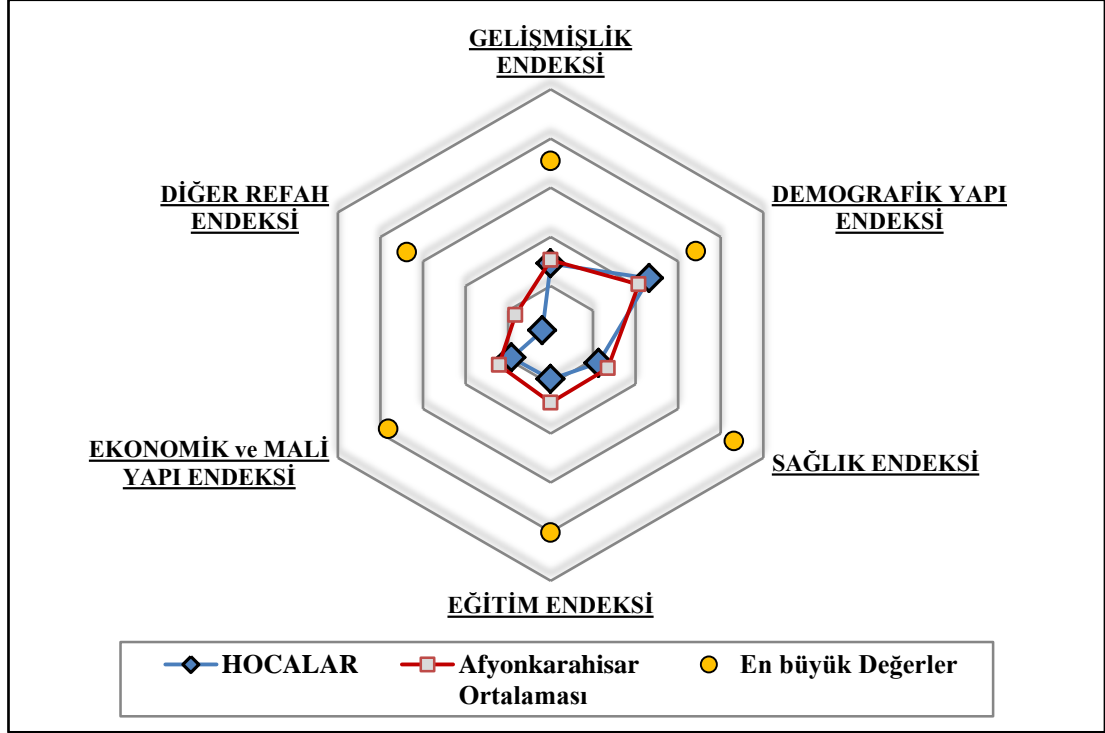 GELİŞMİŞLİK
ENDEKSİ
DİĞER REFAH
ENDEKSİ
DEMOGRAFİK YAPI
ENDEKSİ
EKONOMİK ve MALİ
YAPI ENDEKSİ
SAĞLIK ENDEKSİ
EĞİTİM ENDEKSİ
HOCALAR
Afyonkarahisar
Ortalaması
En büyük Değerler